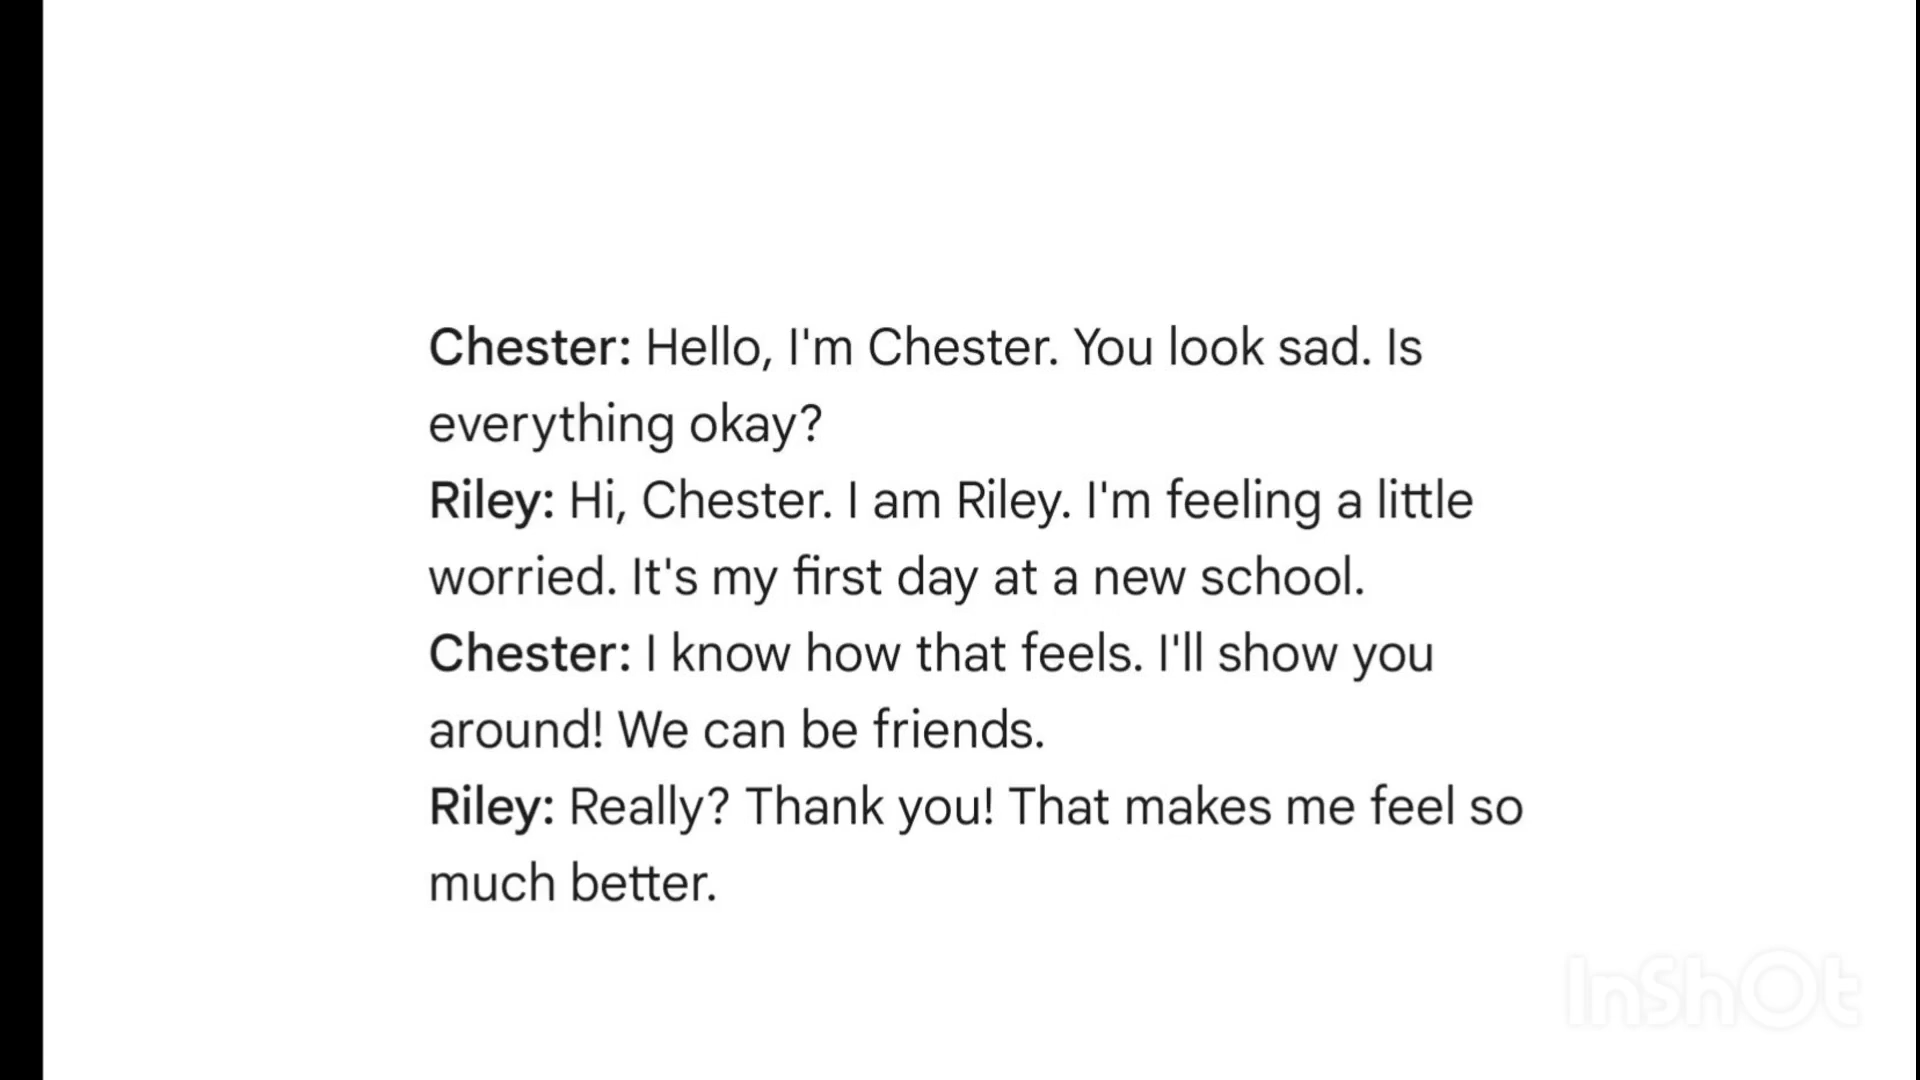 Chester: Hello, I'm Chester. You look sad. Is
everything okay?
Riley: Hi, Chester. I am Riley. I'm feeling a little
worried. It's my first day at a new school.
Chester: I know how that feels. I'll show you
around! We can be friends.
Riley: Really? Thank you! That makes me feel so
much better.
InShOt